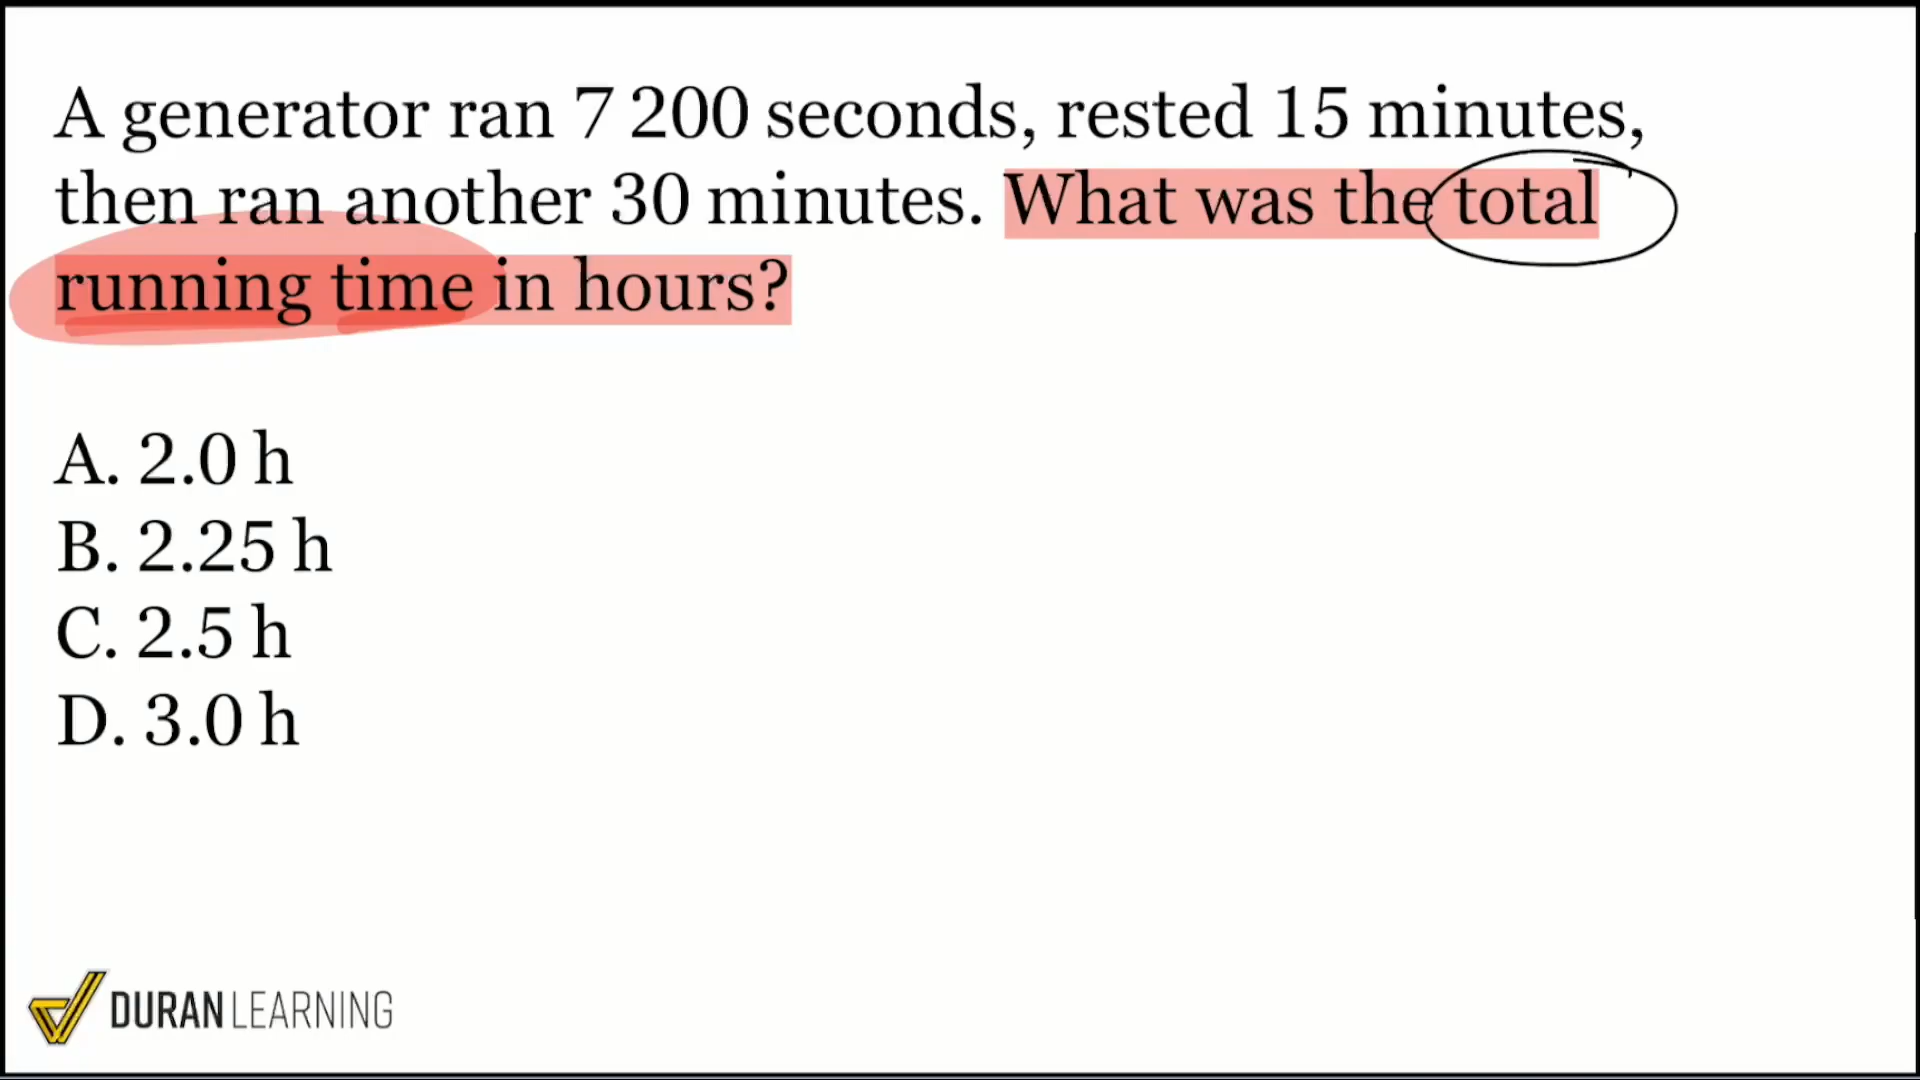 A generator ran 7 200 seconds, rested 15 minutes,
then ran another 30 minutes. What was the total
running time in hours?
A. 2.0 h
B. 2.25 h
C. 2.5 h
D. 3.0 h
DURAN LEARNING